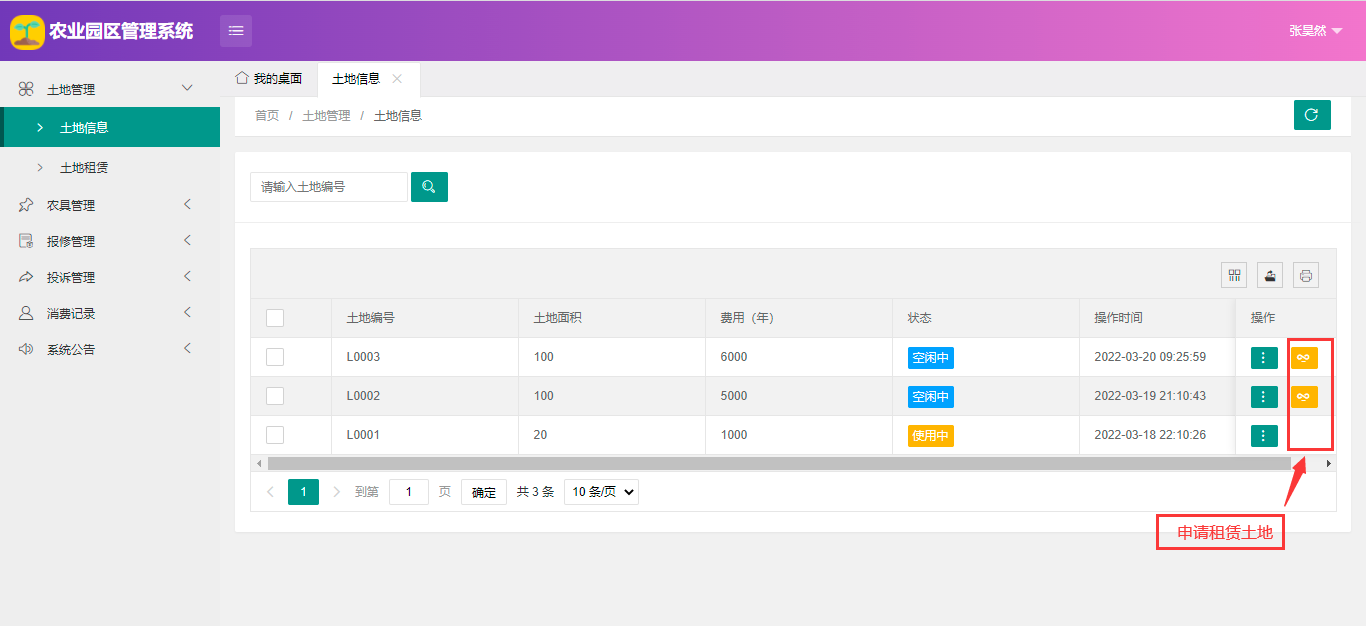 农业园区管理系统
张昊然
土地管理
土地信息
土地租赁
农具管理
报修管理
投诉管理
消费记录
系统公告
我的桌面 土地信息
首页 / 土地管理 / 土地信息
请输入土地编号
土地编号 土地面积 费用（年） 状态 操作时间 操作
L0003 100 6000 空闲中 2022-03-20 09:25:59
L0002 100 5000 空闲中 2022-03-19 21:10:43
L0001 20 1000 使用中 2022-03-18 22:10:26
1 到第 1 页 确定 共 3 条 10 条/页
申请租赁土地